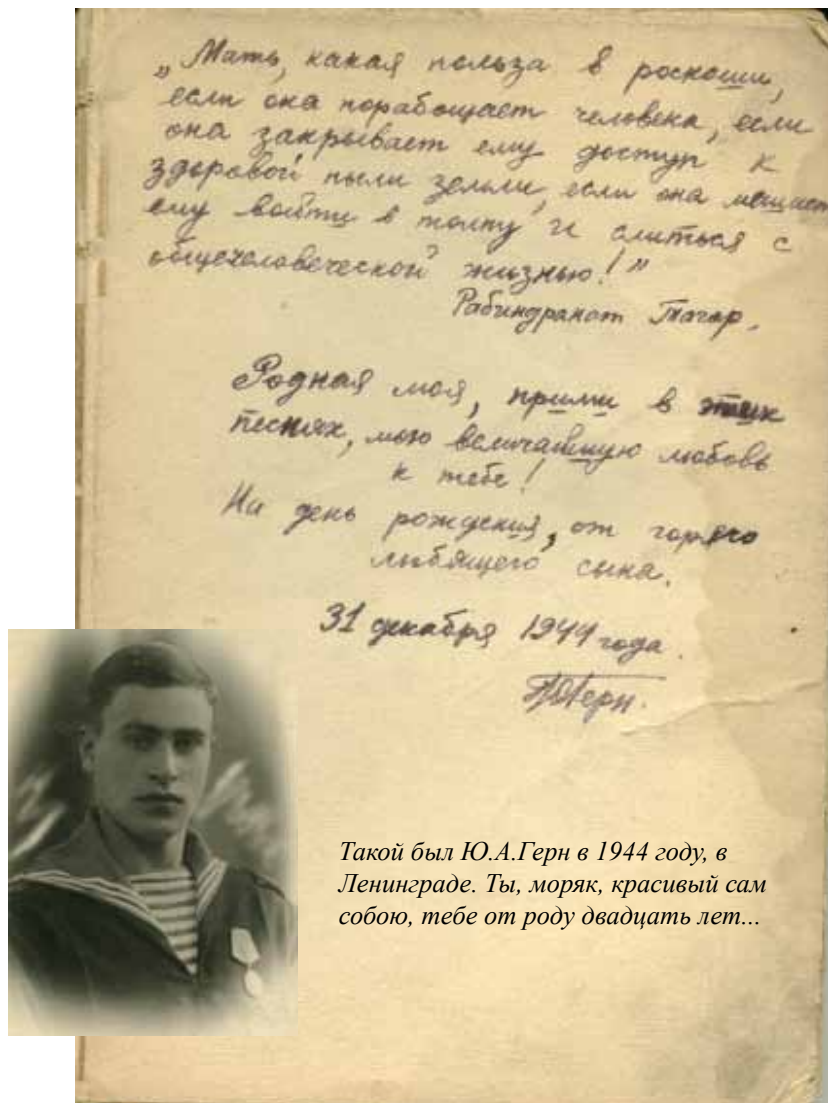 „Мать, какая польза в роскоши,
если она порабощает человека, если
она закрывает ему доступ к
здоровой пыли земли, если она мешает
ему войти в толпу и слиться с
общечеловеческой жизнью!"
Рабиндранат Тагор.
Родная моя, прими в этих
песнях, мою величайшую любовь
к тебе!
На день рождения, от горячо
любящего сына.
31 декабря 1944 года.
ЮГерн.
Такой был Ю.А.Герн в 1944 году, в
Ленинграде. Ты, моряк, красивый сам
собою, тебе от роду двадцать лет...